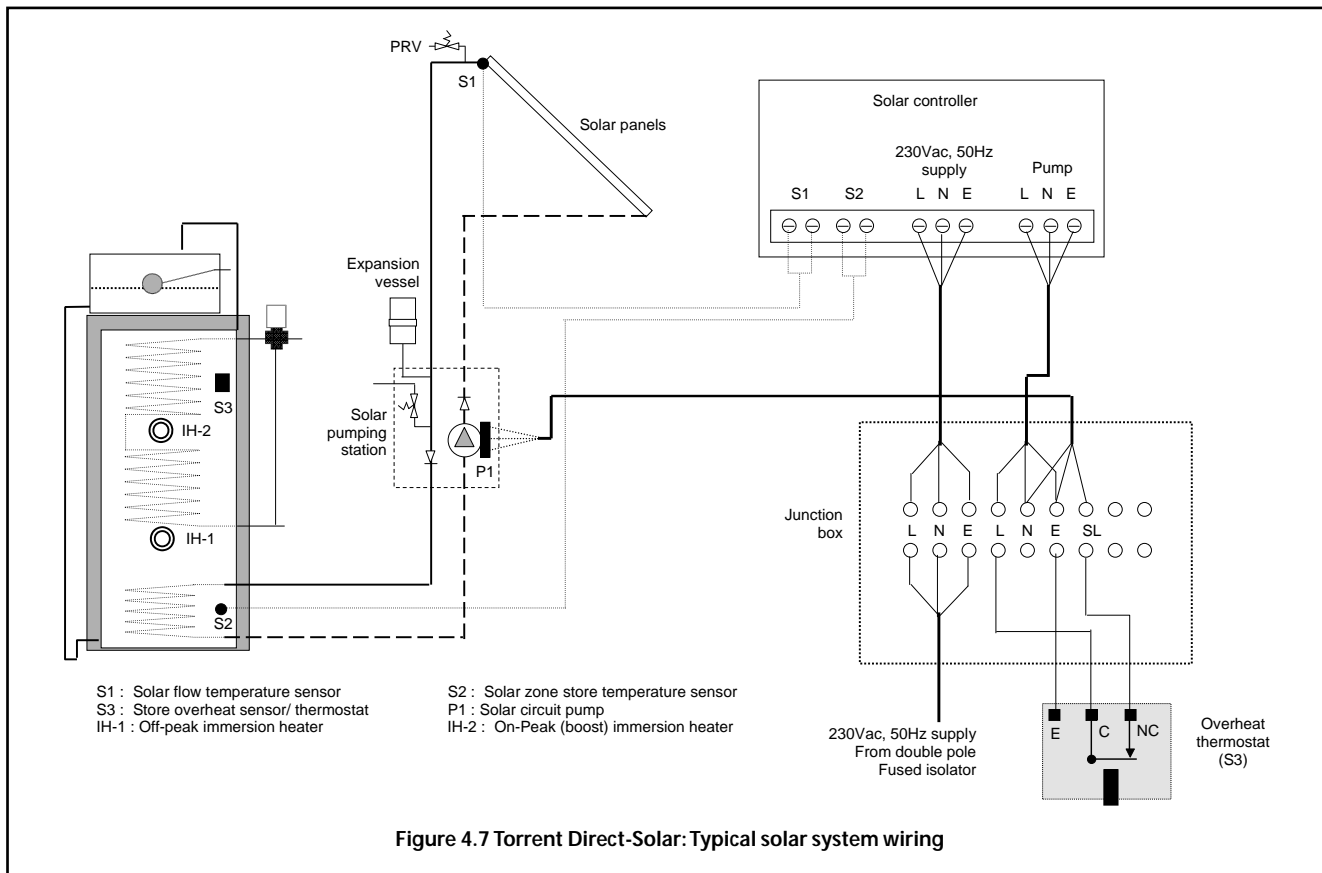 PRV
S1
Solar panels
Solar controller
230Vac, 50Hz
supply
Pump
S1
S2
L N E
L N E
Expansion
vessel
S3
IH-2
Solar
pumping
station
P1
IH-1
S2
Junction
box
L N E L N E SL
S1 : Solar flow temperature sensor
S3 : Store overheat sensor/ thermostat
IH-1 : Off-peak immersion heater
S2 : Solar zone store temperature sensor
P1 : Solar circuit pump
IH-2 : On-Peak (boost) immersion heater
230Vac, 50Hz supply
From double pole
Fused isolator
E
C
NC
Overheat
thermostat
(S3)
Figure 4.7 Torrent Direct-Solar: Typical solar system wiring